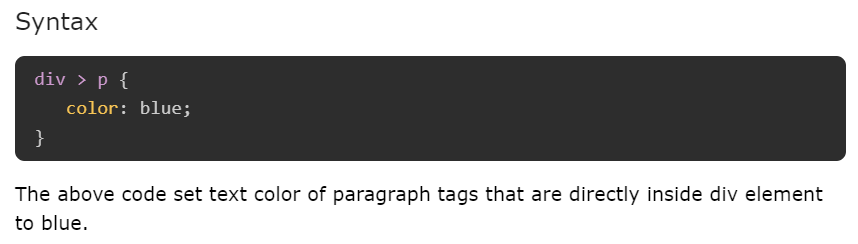 Syntax
div > p {
   color: blue;
}
The above code set text color of paragraph tags that are directly inside div element
to blue.